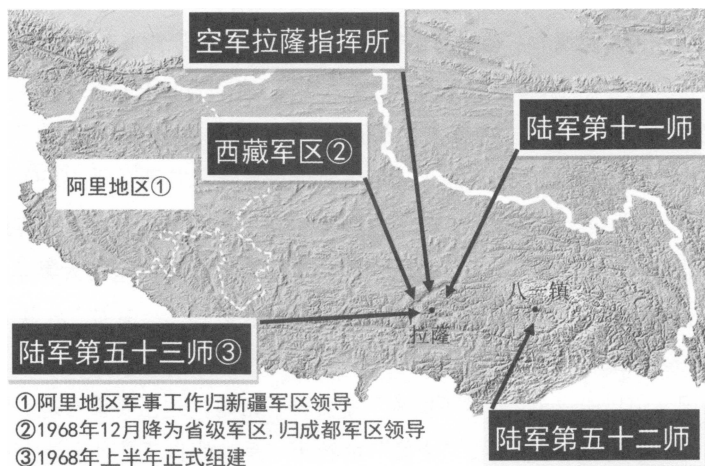 空军拉萨指挥所
陆军第十一师
西藏军区②
阿里地区①
八一镇
拉萨
陆军第五十三师③
陆军第五十二师
①阿里地区军事工作归新疆军区领导
②1968年12月降为省级军区,归成都军区领导
③1968年上半年正式组建